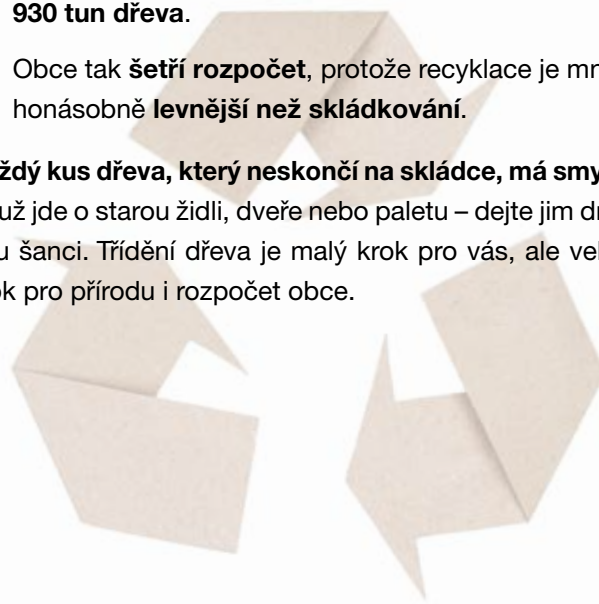 930 tun dřeva.
Obce tak šetří rozpočet, protože recyklace je mn
honásobně levnější než skládkování.
ždý kus dřeva, který neskončí na skládce, má smy
už jde o starou židli, dveře nebo paletu – dejte jim dr
u šanci. Třídění dřeva je malý krok pro vás, ale vel
ok pro přírodu i rozpočet obce.